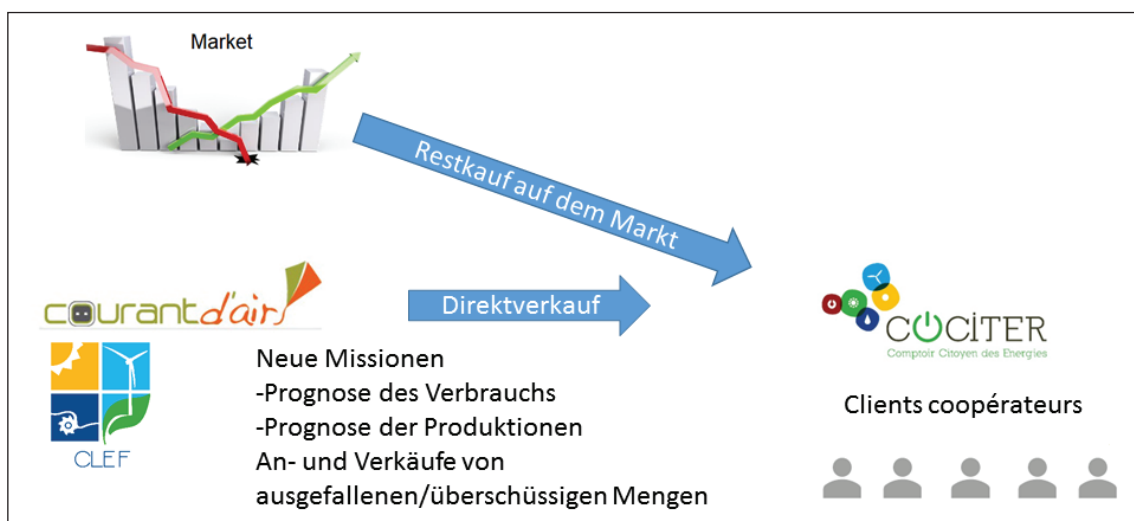 Market
Restkauf auf dem Markt
courant d'air
Direktverkauf
COCITER
Comptoir Citoyen des Energies
CLEF
Neue Missionen
-Prognose des Verbrauchs
-Prognose der Produktionen
An- und Verkäufe von
ausgefallenen/überschüssigen Mengen
Clients coopérateurs